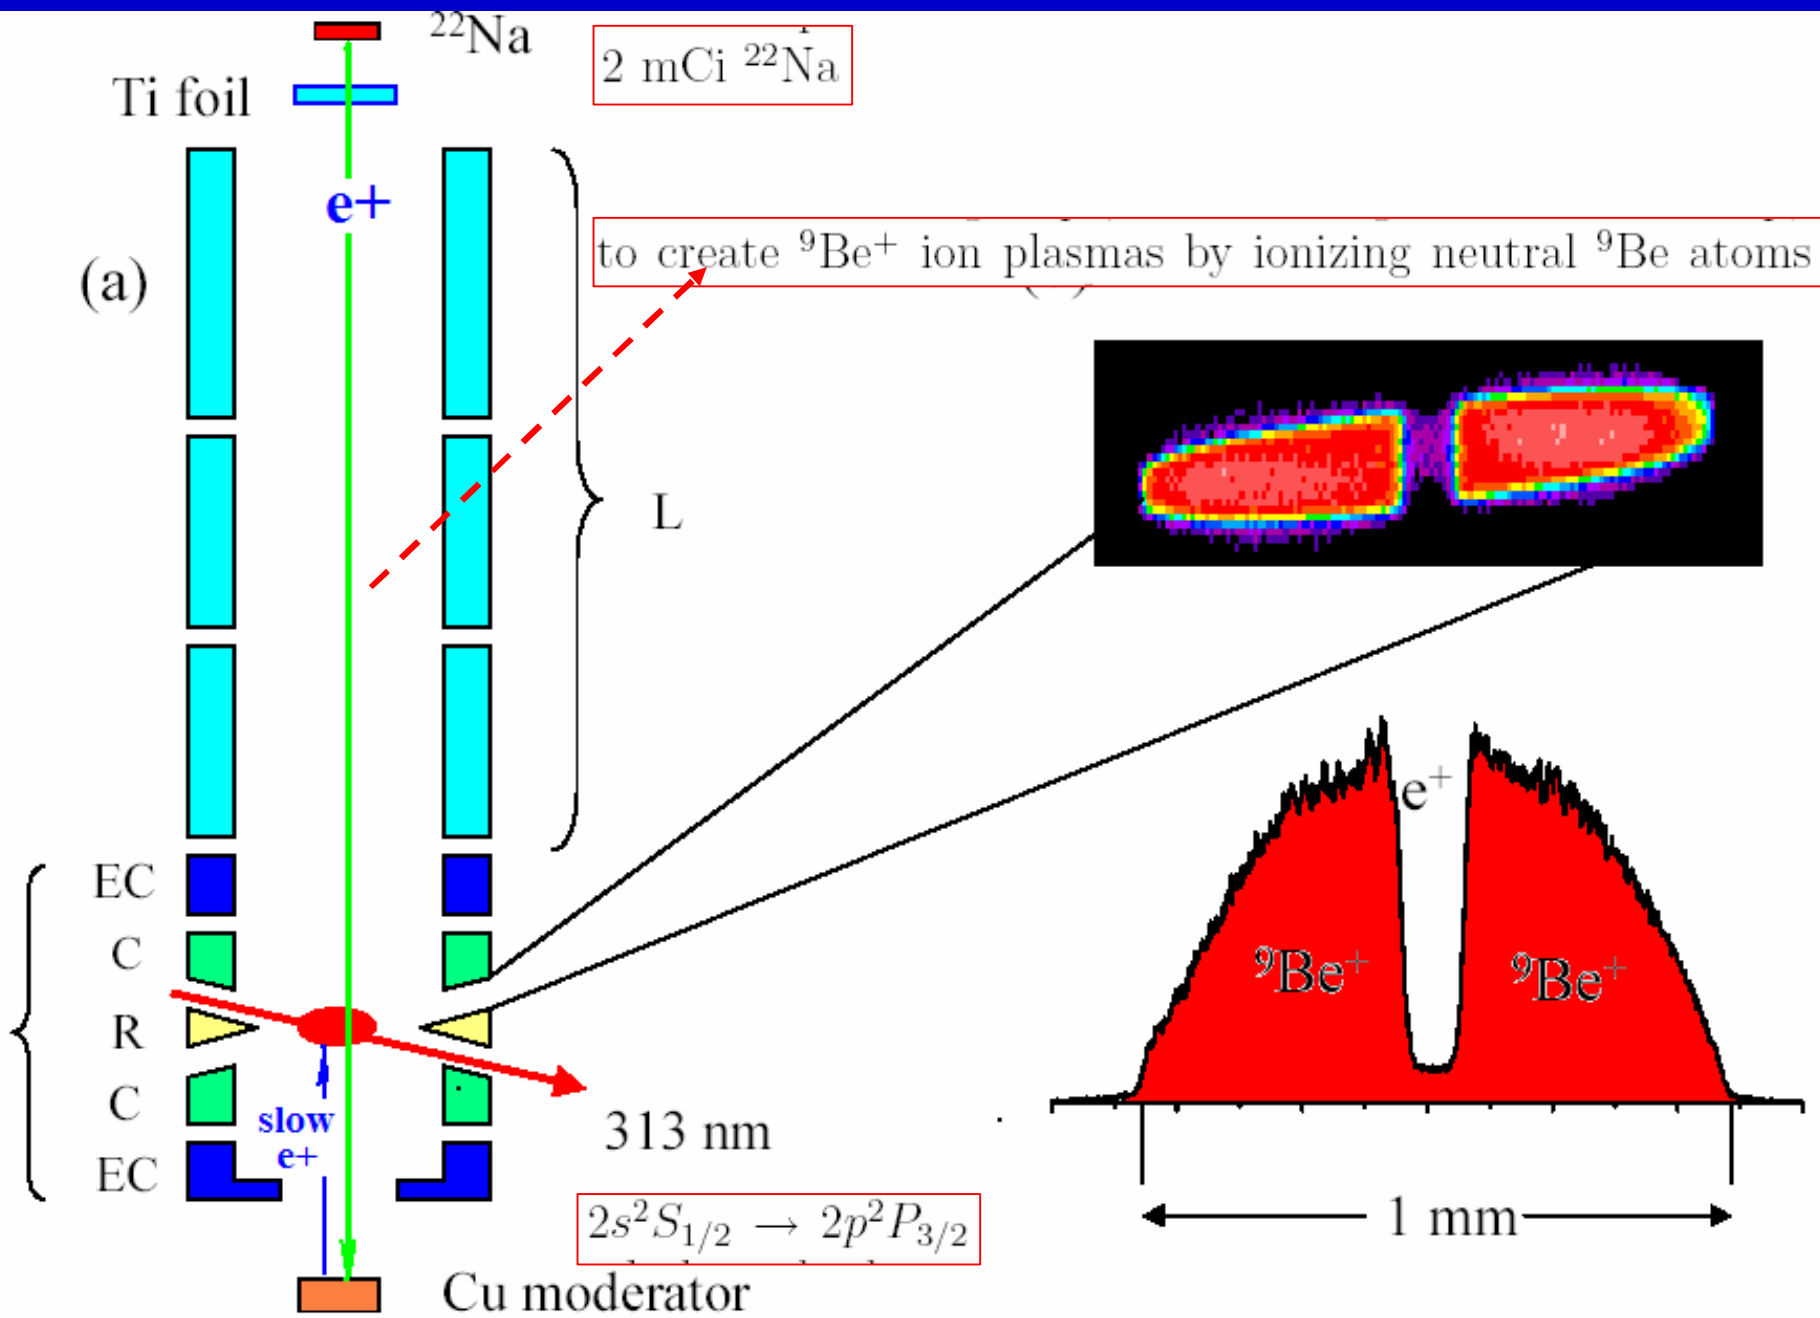 ²²Na
2 mCi ²²Na
Ti foil
e+
to create ⁹Be⁺ ion plasmas by ionizing neutral ⁹Be atoms
(a)
L
EC
C
R
C
EC
e⁺
⁹Be⁺
⁹Be⁺
slow
e+
313 nm
2s²S₁/₂ → 2p²P₃/₂
1 mm
Cu moderator